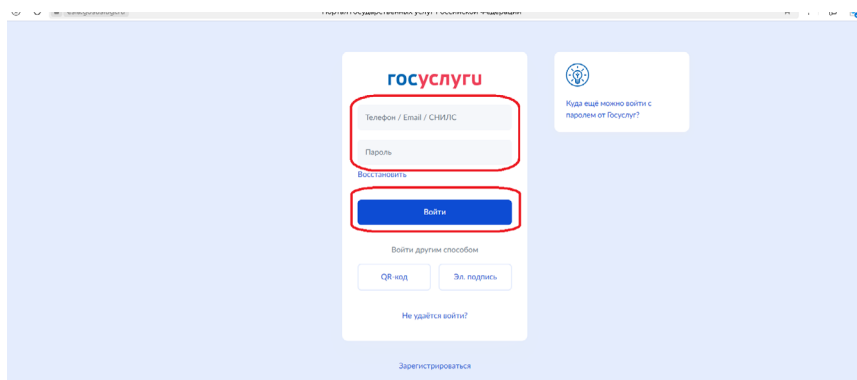 Портал государственных услуг Российской Федерации
госуслуги
Телефон / Email / СНИЛС
Пароль
Восстановить
Войти
Войти другим способом
QR-код
Эл. подпись
Не удаётся войти?
Зарегистрироваться
Куда ещё можно войти с
паролем от Госуслуг?